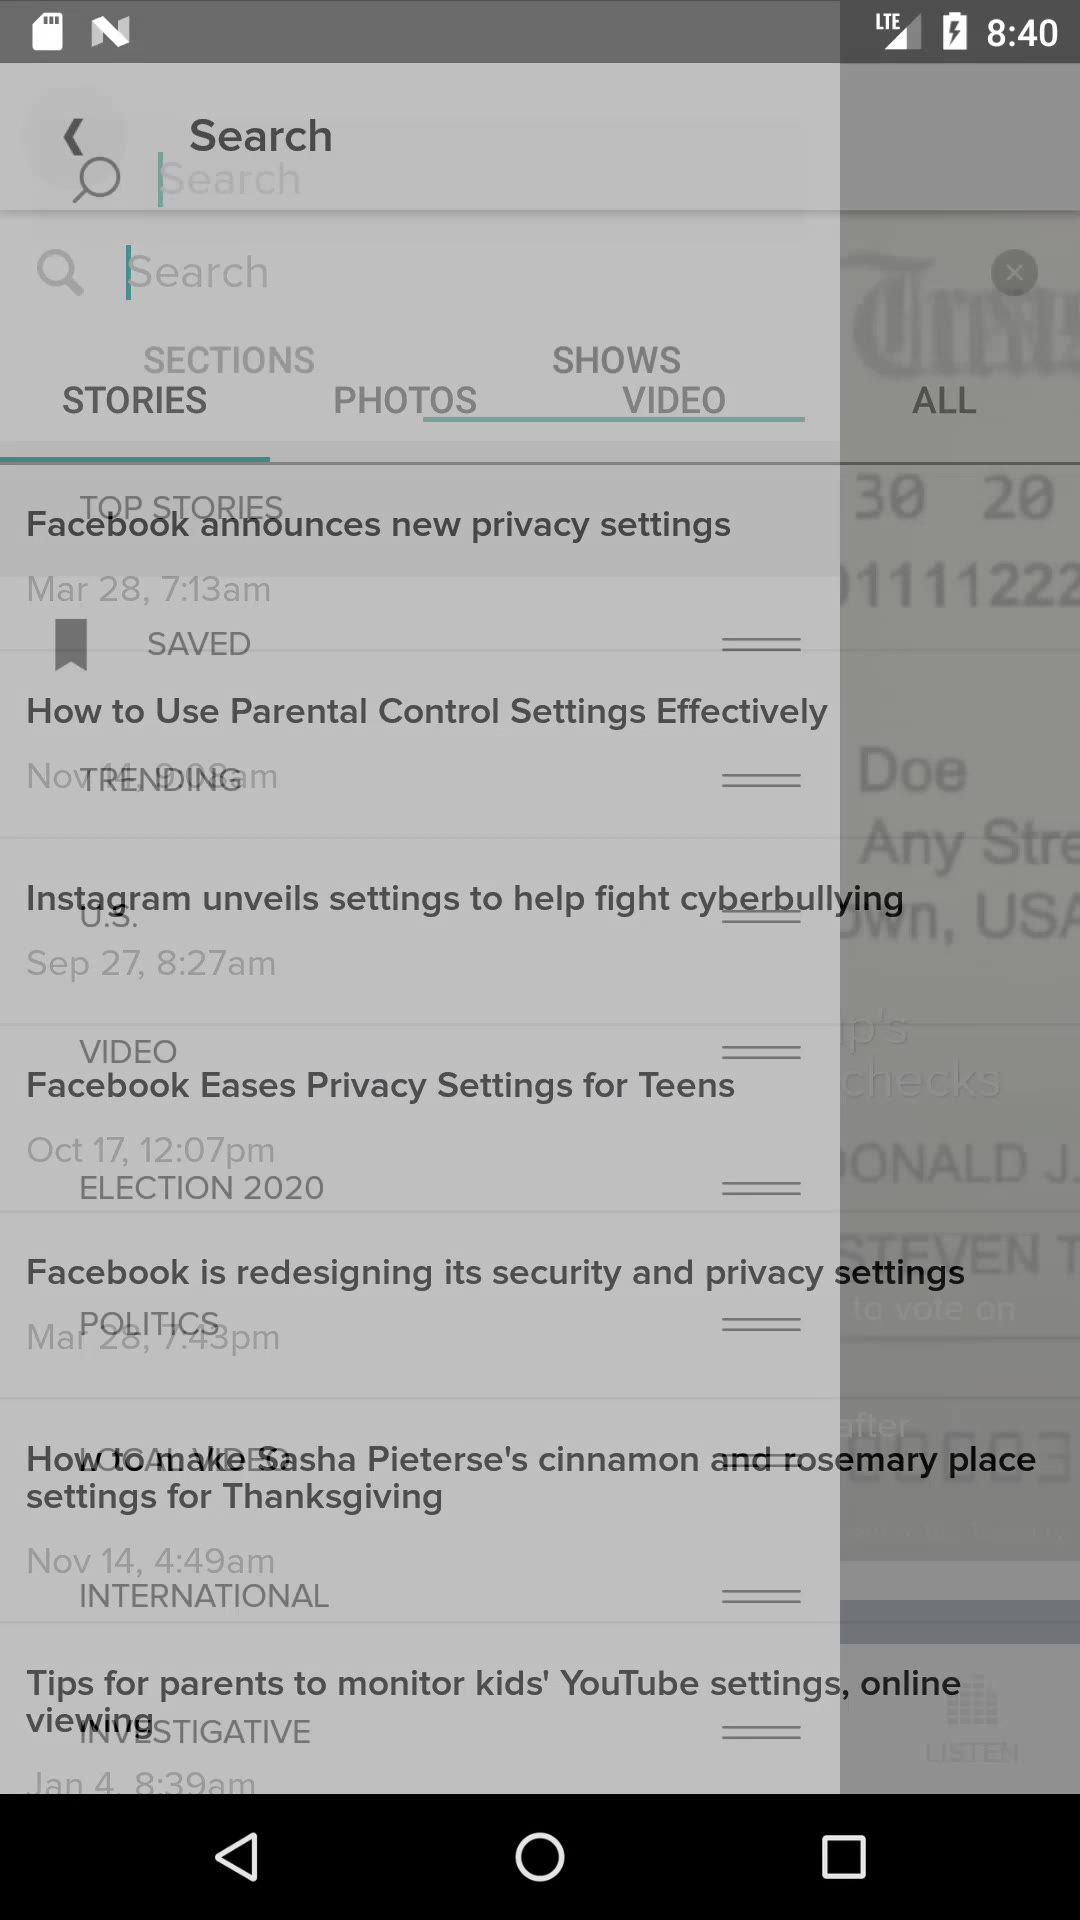 LTE 8:40
Search
Search
Search
SECTIONS SHOWS
STORIES PHOTOS VIDEO ALL
30 20
TOP STORIES
Facebook announces new privacy settings
Mar 28, 7:13am
SAVED
How to Use Parental Control Settings Effectively
Doe
Nov 14, 9:08am
TRENDING
Any Stre
Instagram unveils settings to help fight cyberbullying
U.S.
own, USA
Sep 27, 8:27am
p's
VIDEO
Facebook Eases Privacy Settings for Teens
checks
Oct 17, 12:07pm
ONALD J.
ELECTION 2020
STEVEN T
Facebook is redesigning its security and privacy settings
to vote on
POLITICS
Mar 28, 7:43pm
after
How to make Sasha Pieterse's cinnamon and rosemary place
settings for Thanksgiving
LOCAL VIDEO
Nov 14, 4:49am
INTERNATIONAL
Tips for parents to monitor kids' YouTube settings, online
viewing
INVESTIGATIVE
LISTEN
Jan 4, 8:39am